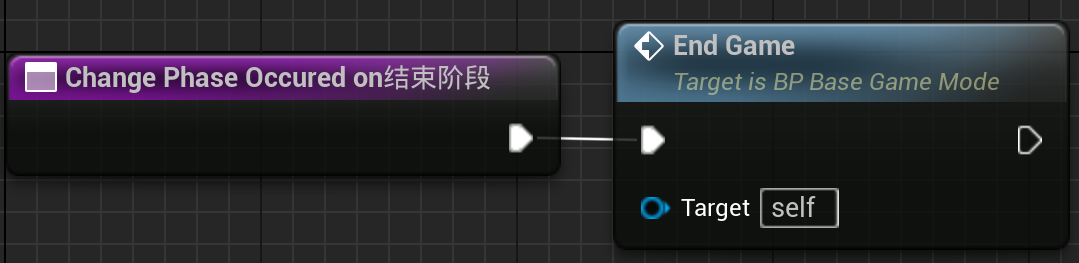 Change Phase Occured on结束阶段
End Game
Target is BP Base Game Mode
Target self